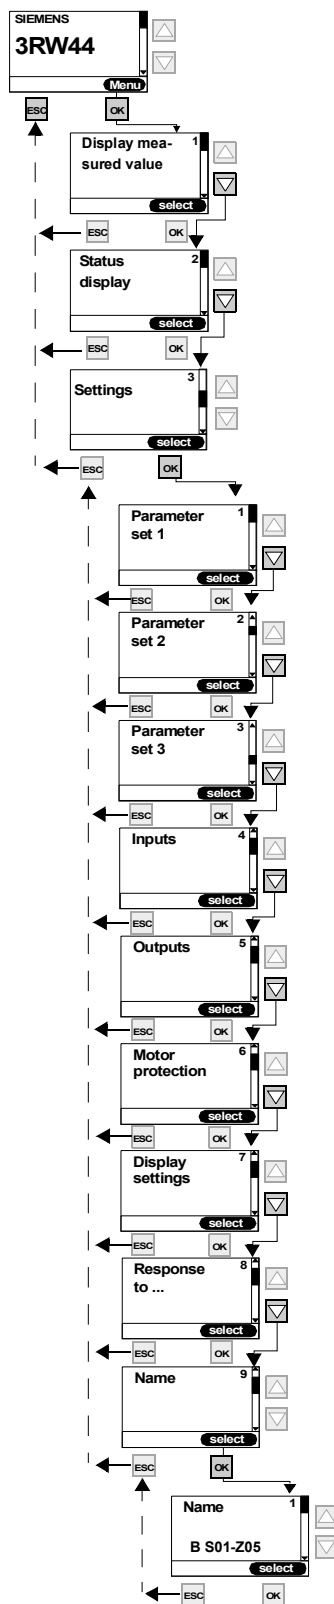 SIEMENS
3RW44
Menu
ESC OK
Display mea-
sured value
1
select
ESC OK
Status
display
2
select
ESC OK
Settings
3
select
ESC OK
Parameter
set 1
1
select
ESC OK
Parameter
set 2
2
select
ESC OK
Parameter
set 3
3
select
ESC OK
Inputs 4
select
ESC OK
Outputs 5
select
ESC OK
Motor
protection
6
select
ESC OK
Display
settings
7
select
ESC OK
Response
to ...
8
select
ESC OK
Name 9
select
ESC OK
Name 1
B S01-Z05
select
ESC OK